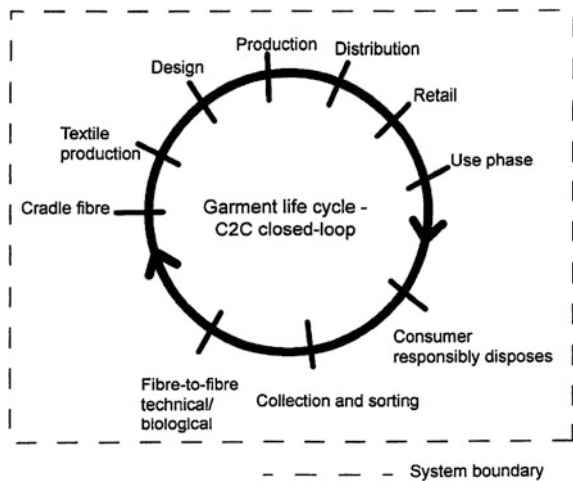 Production
Distribution
Design
Retail
Textile
production
Use phase
Cradle fibre
Garment life cycle -
C2C closed-loop
Consumer
responsibly disposes
Fibre-to-fibre
technical/
biological
Collection and sorting
System boundary